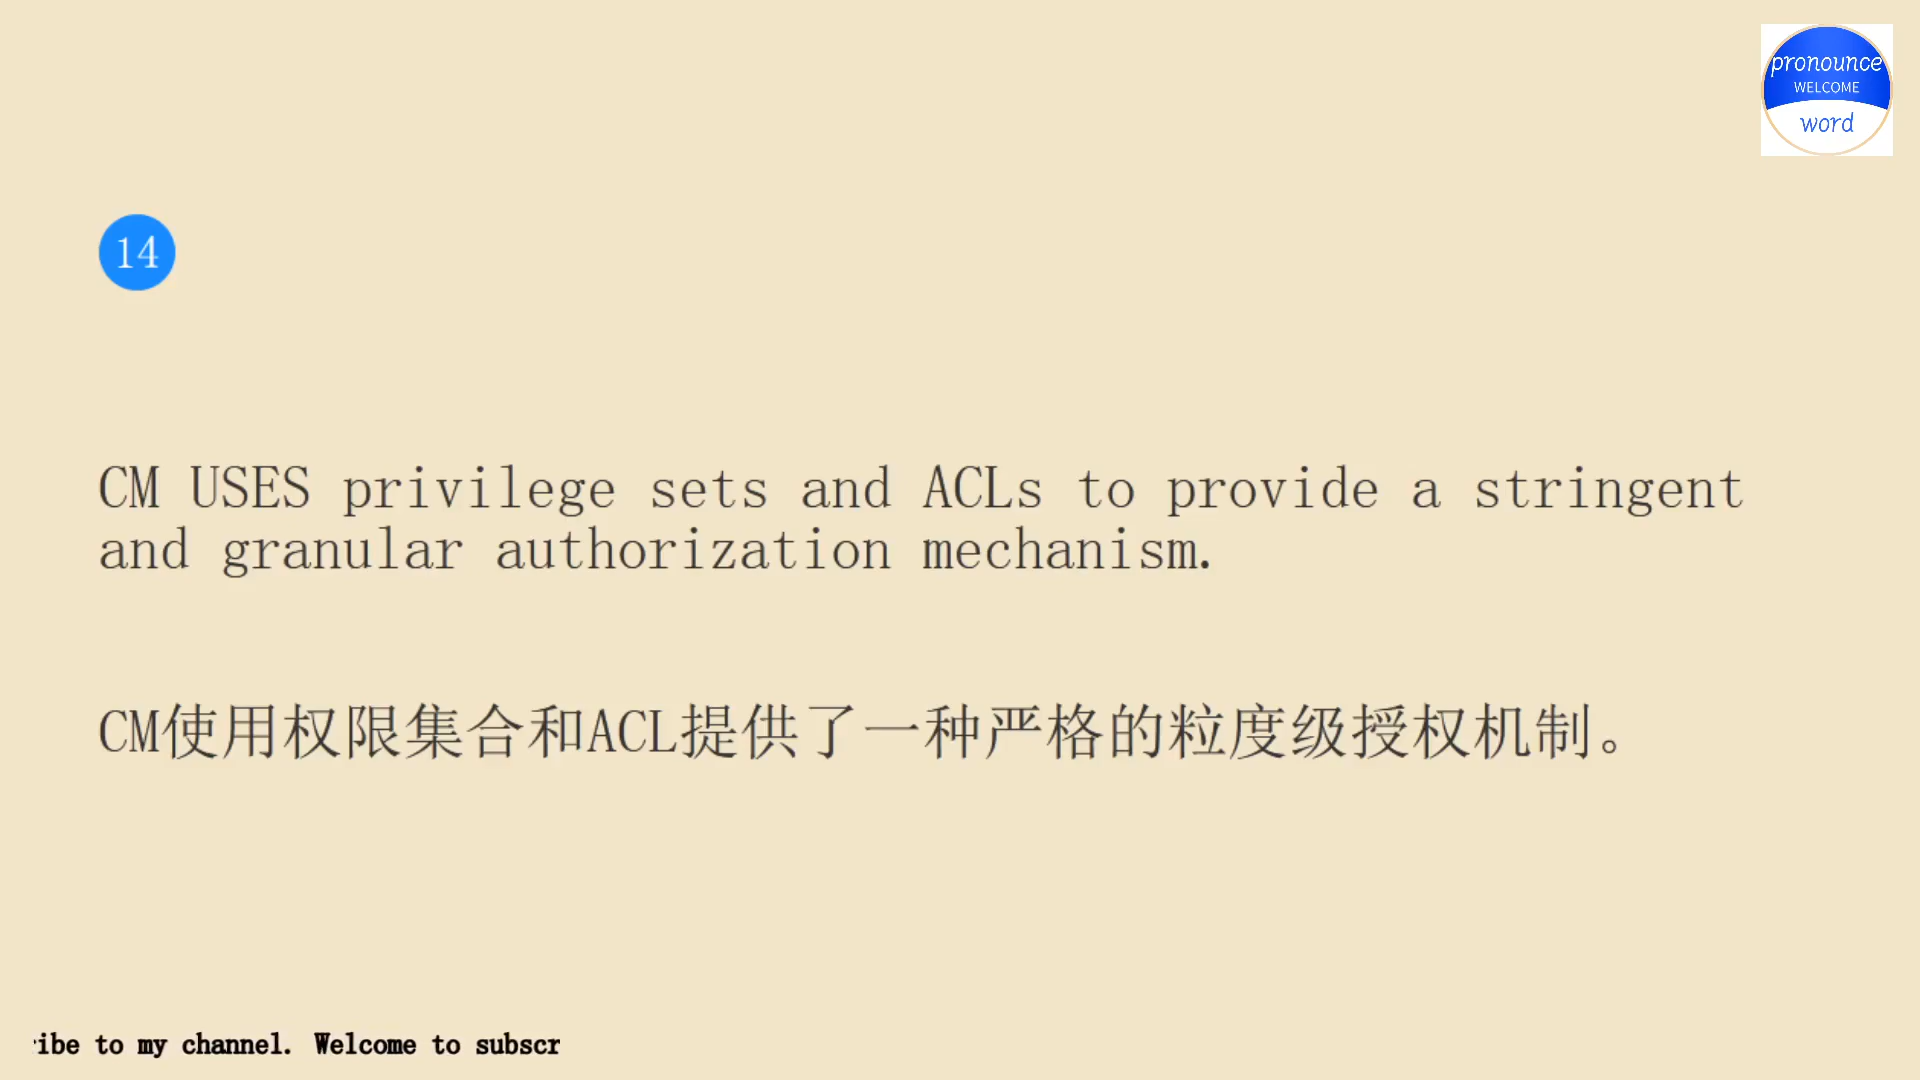 pronounce
WELCOME
word
14
CM USES privilege sets and ACLs to provide a stringent
and granular authorization mechanism.
CM使用权限集合和ACL提供了一种严格的粒度级授权机制。
ibe to my channel. Welcome to subscr